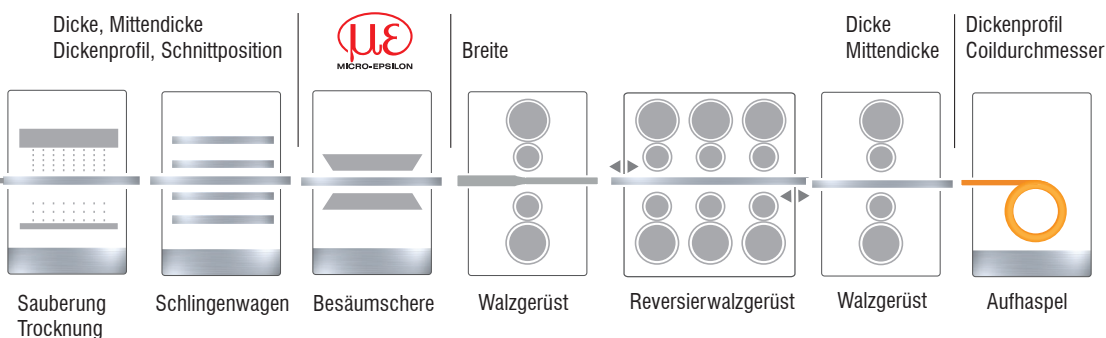 Dicke, Mittendicke
Dickenprofil, Schnittposition
με
MICRO-EPSILON
Breite
Dicke
Mittendicke
Dickenprofil
Coildurchmesser
Sauberung
Trocknung
Schlingenwagen
Besäumschere
Walzgerüst
Reversierwalzgerüst
Walzgerüst
Aufhaspel